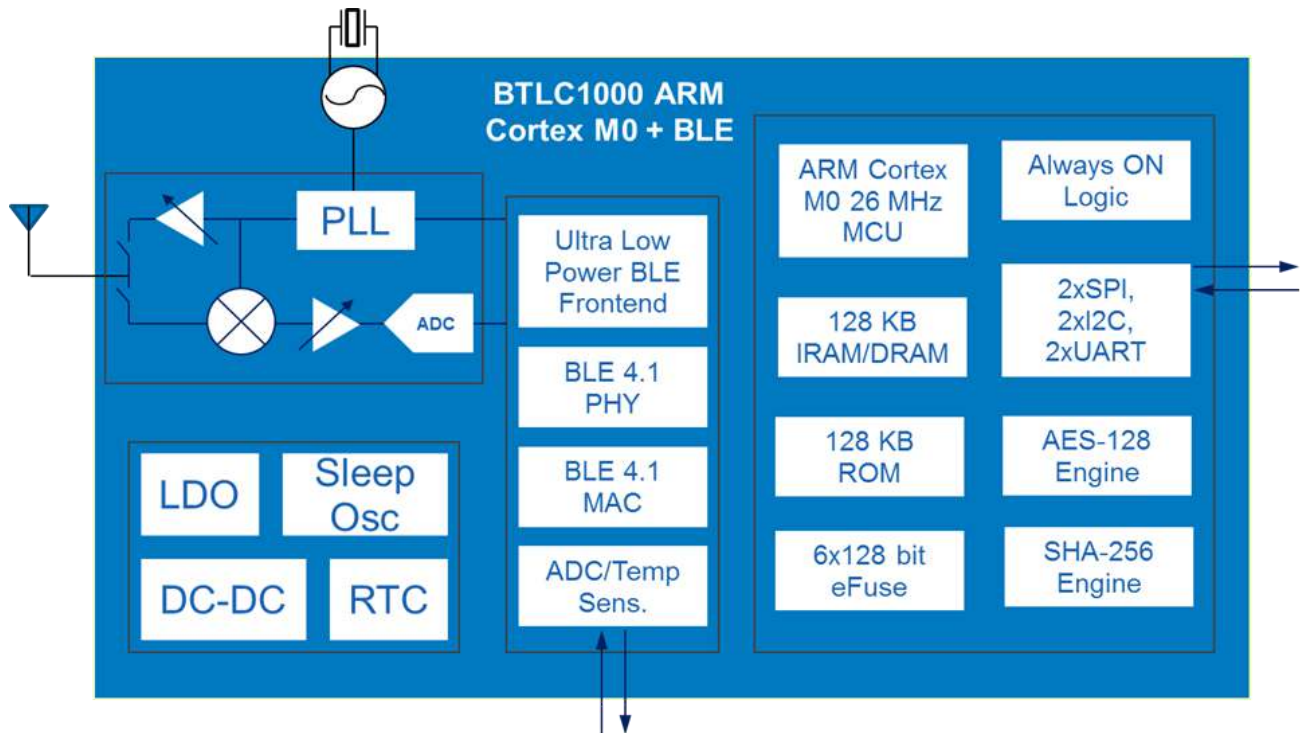 BTLC1000 ARM
Cortex M0 + BLE
PLL
ADC
Ultra Low
Power BLE
Frontend
BLE 4.1
PHY
BLE 4.1
MAC
ADC/Temp
Sens.
LDO
Sleep
Osc
DC-DC
RTC
ARM Cortex
M0 26 MHz
MCU
Always ON
Logic
128 KB
IRAM/DRAM
2xSPI,
2xI2C,
2xUART
128 KB
ROM
AES-128
Engine
6x128 bit
eFuse
SHA-256
Engine